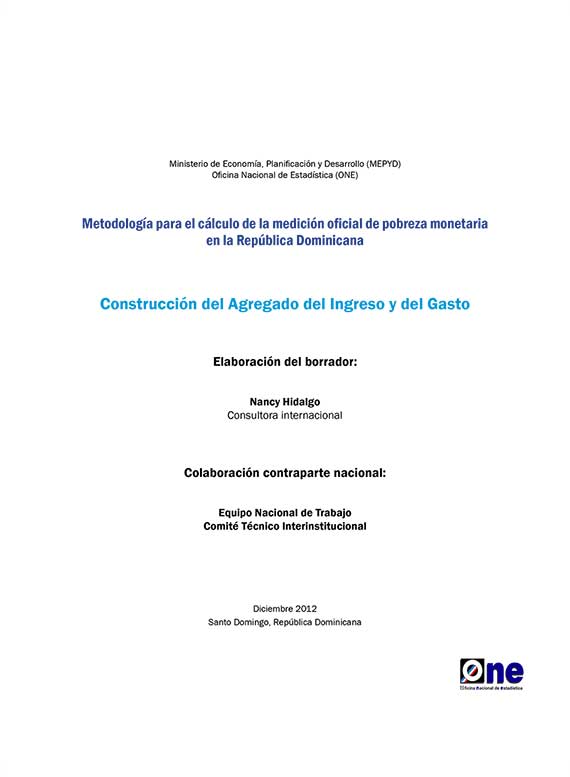 Ministerio de Economía, Planificación y Desarrollo (MEPYD)
Oficina Nacional de Estadística (ONE)
Metodología para el cálculo de la medición oficial de pobreza monetaria
en la República Dominicana
Construcción del Agregado del Ingreso y del Gasto
Elaboración del borrador:
Nancy Hidalgo
Consultora internacional
Colaboración contraparte nacional:
Equipo Nacional de Trabajo
Comité Técnico Interinstitucional
Diciembre 2012
Santo Domingo, República Dominicana
One
Oficina Nacional de Estadística